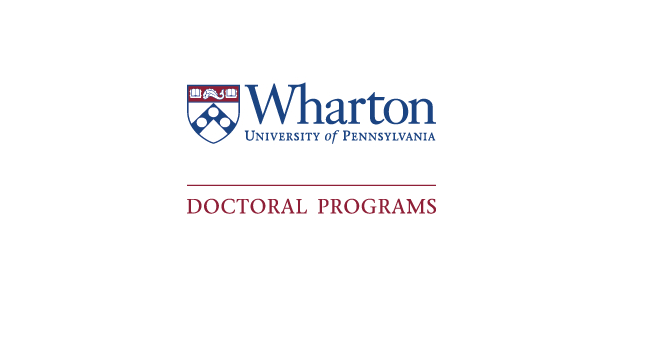 Wharton
UNIVERSITY of PENNSYLVANIA
DOCTORAL PROGRAMS